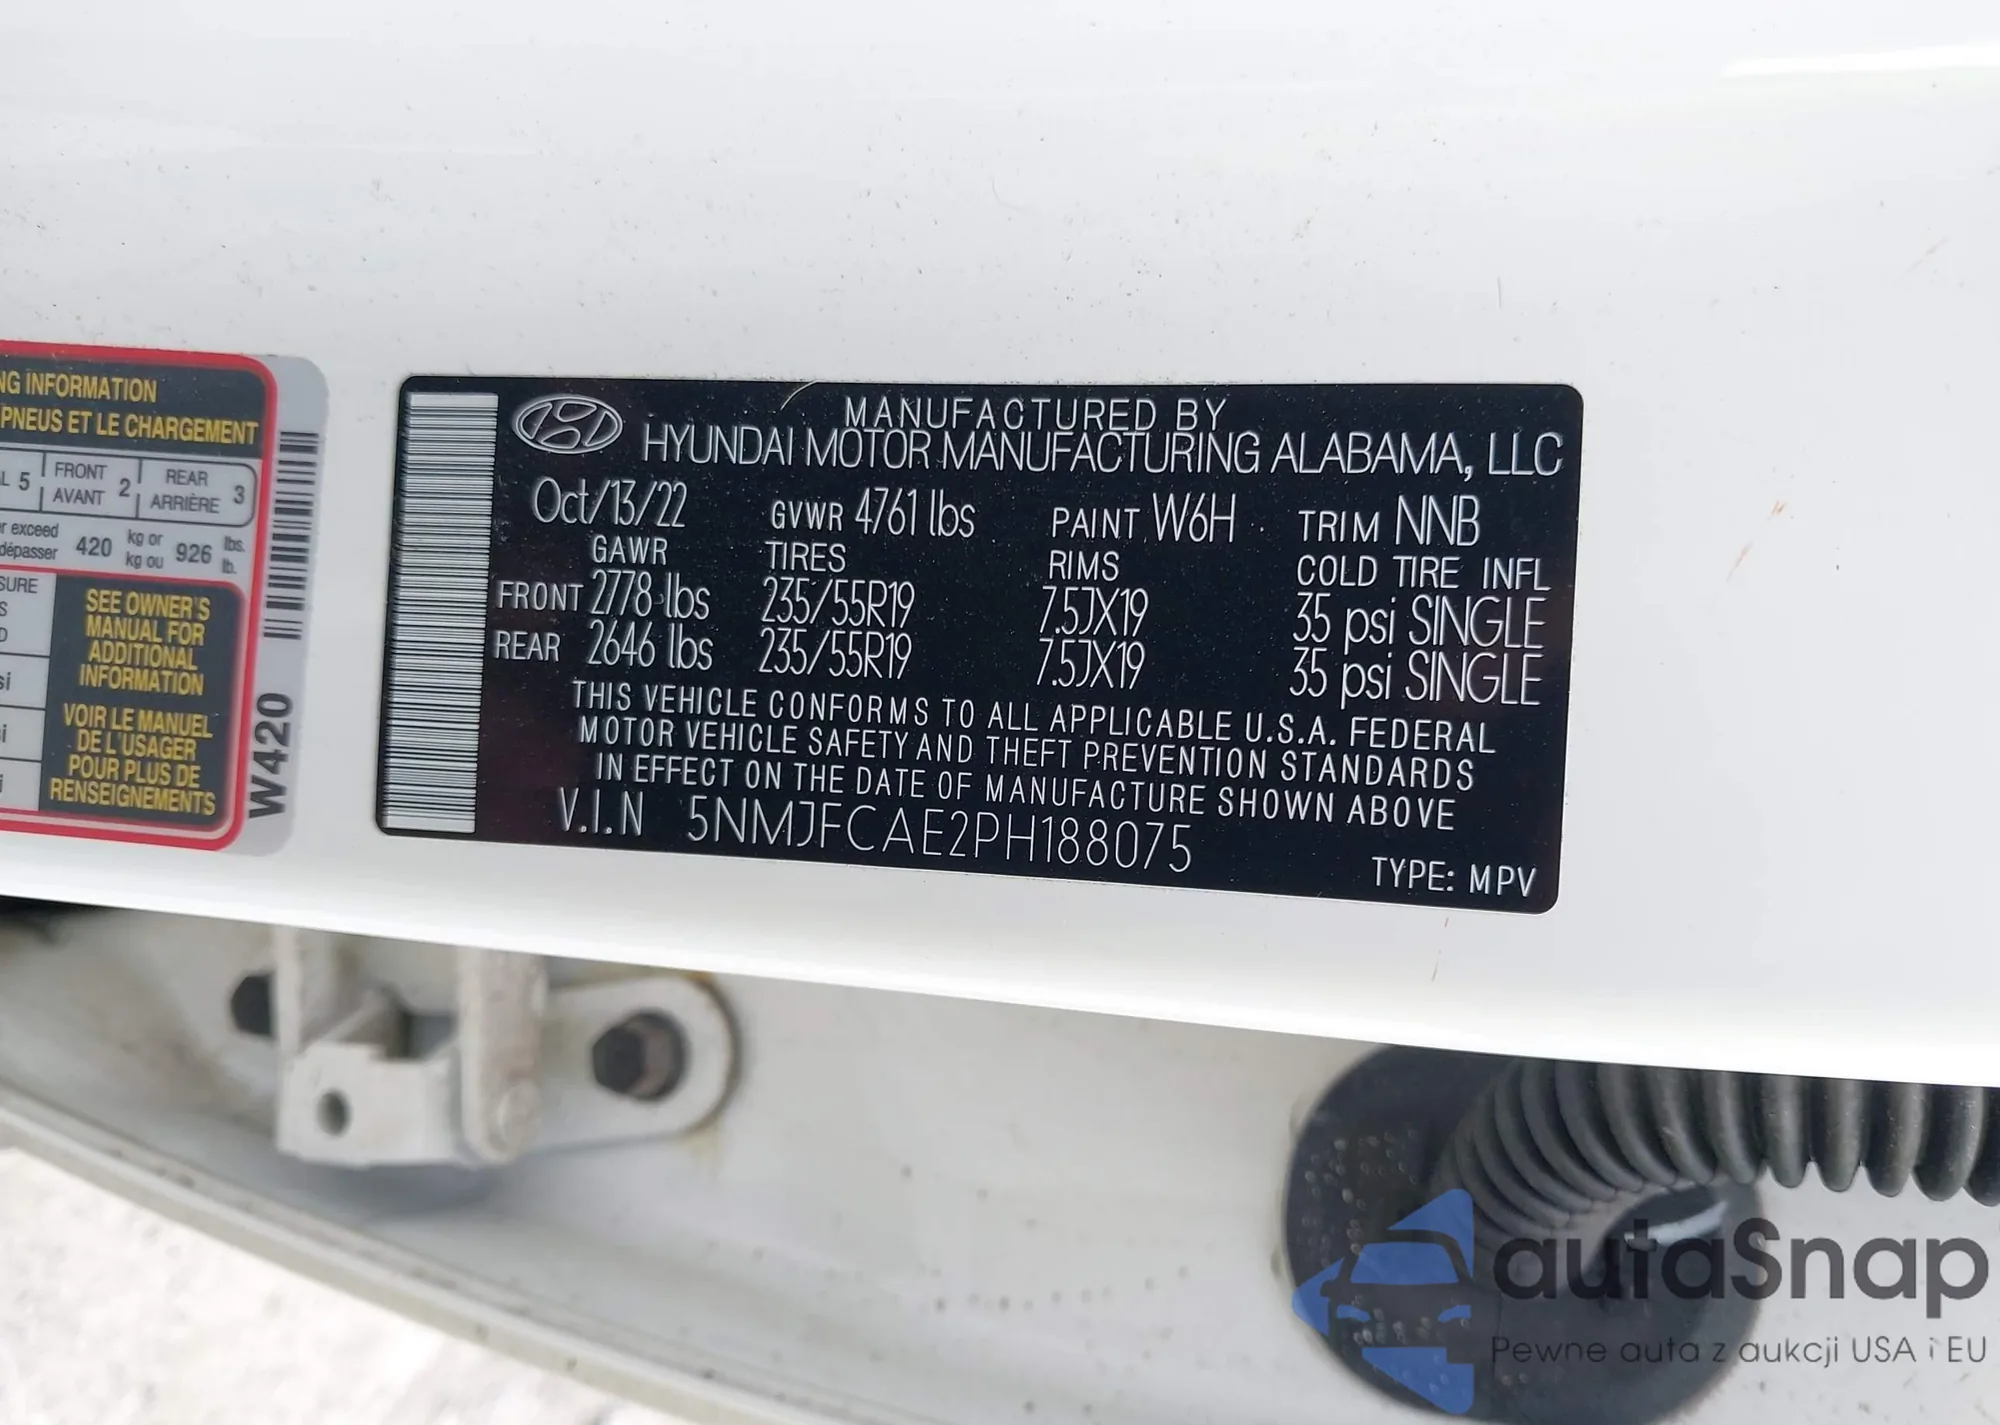 NG INFORMATION
PNEUS ET LE CHARGEMENT
L 5
FRONT
AVANT
2
REAR
ARRIÈRE
3
r exceed
dépasser
420
kg or
kg ou
926
lbs.
lb.
SURE
S
D
si
i
i
SEE OWNER'S
MANUAL FOR
ADDITIONAL
INFORMATION
VOIR LE MANUEL
DE L'USAGER
POUR PLUS DE
RENSEIGNEMENTS
W420
MANUFACTURED BY
HYUNDAI MOTOR MANUFACTURING ALABAMA, LLC
Oct/13/22 GVWR 4761 lbs PAINT W6H TRIM NNB
GAWR TIRES RIMS COLD TIRE INFL
FRONT 2778 lbs 235/55R19 7.5JX19 35 psi SINGLE
REAR 2646 lbs 235/55R19 7.5JX19 35 psi SINGLE
THIS VEHICLE CONFORMS TO ALL APPLICABLE U.S.A. FEDERAL
MOTOR VEHICLE SAFETY AND THEFT PREVENTION STANDARDS
IN EFFECT ON THE DATE OF MANUFACTURE SHOWN ABOVE
V.I.N 5NMJFCAE2PH188075
TYPE: MPV
autaSnap
Pewne auta z aukcji USA i EU